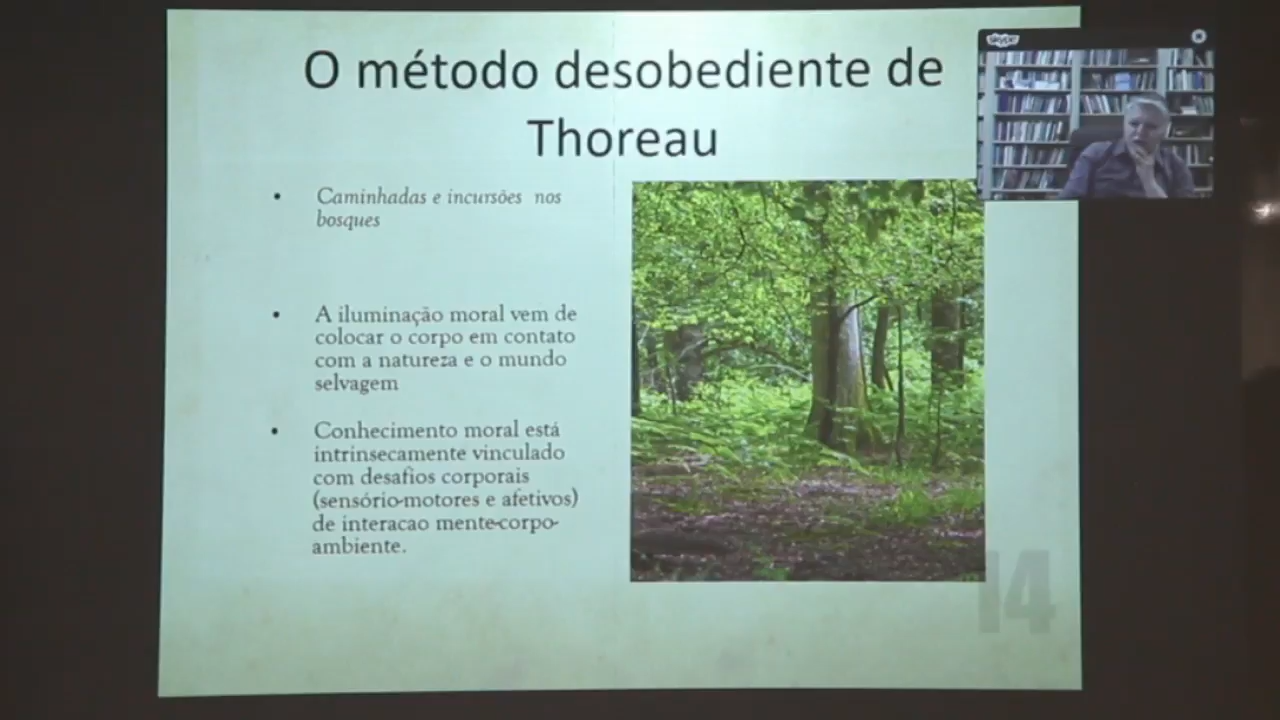 O método desobediente de
Thoreau
skype
• Caminhadas e incursões nos
bosques
• A iluminação moral vem de
colocar o corpo em contato
com a natureza e o mundo
selvagem
• Conhecimento moral está
intrinsecamente vinculado
com desafios corporais
(sensório-motores e afetivos)
de interacao mente-corpo-
ambiente.
14